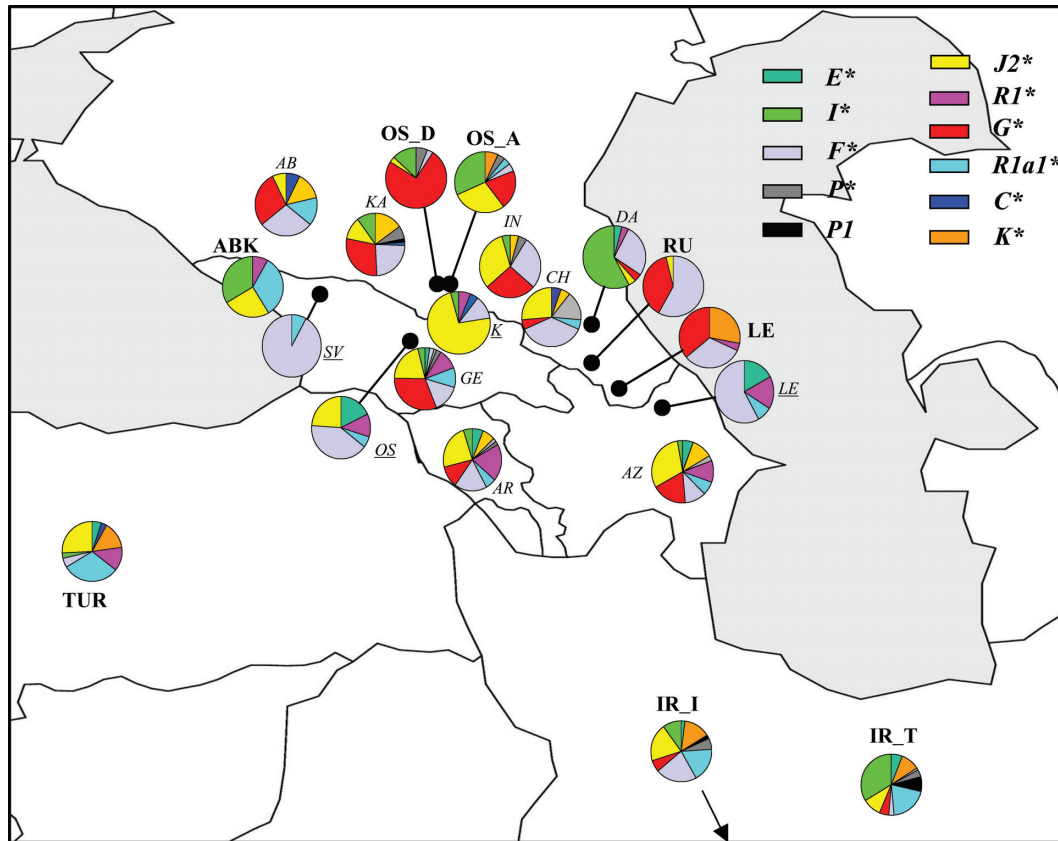 J2*
E*
R1*
I*
G*
F*
R1a1*
P*
C*
P1
K*
OS_D
OS_A
AB
KA
IN
DA
RU
ABK
CH
SV
K
LE
GE
LE
OS
AR
AZ
TUR
IR_I
IR_T